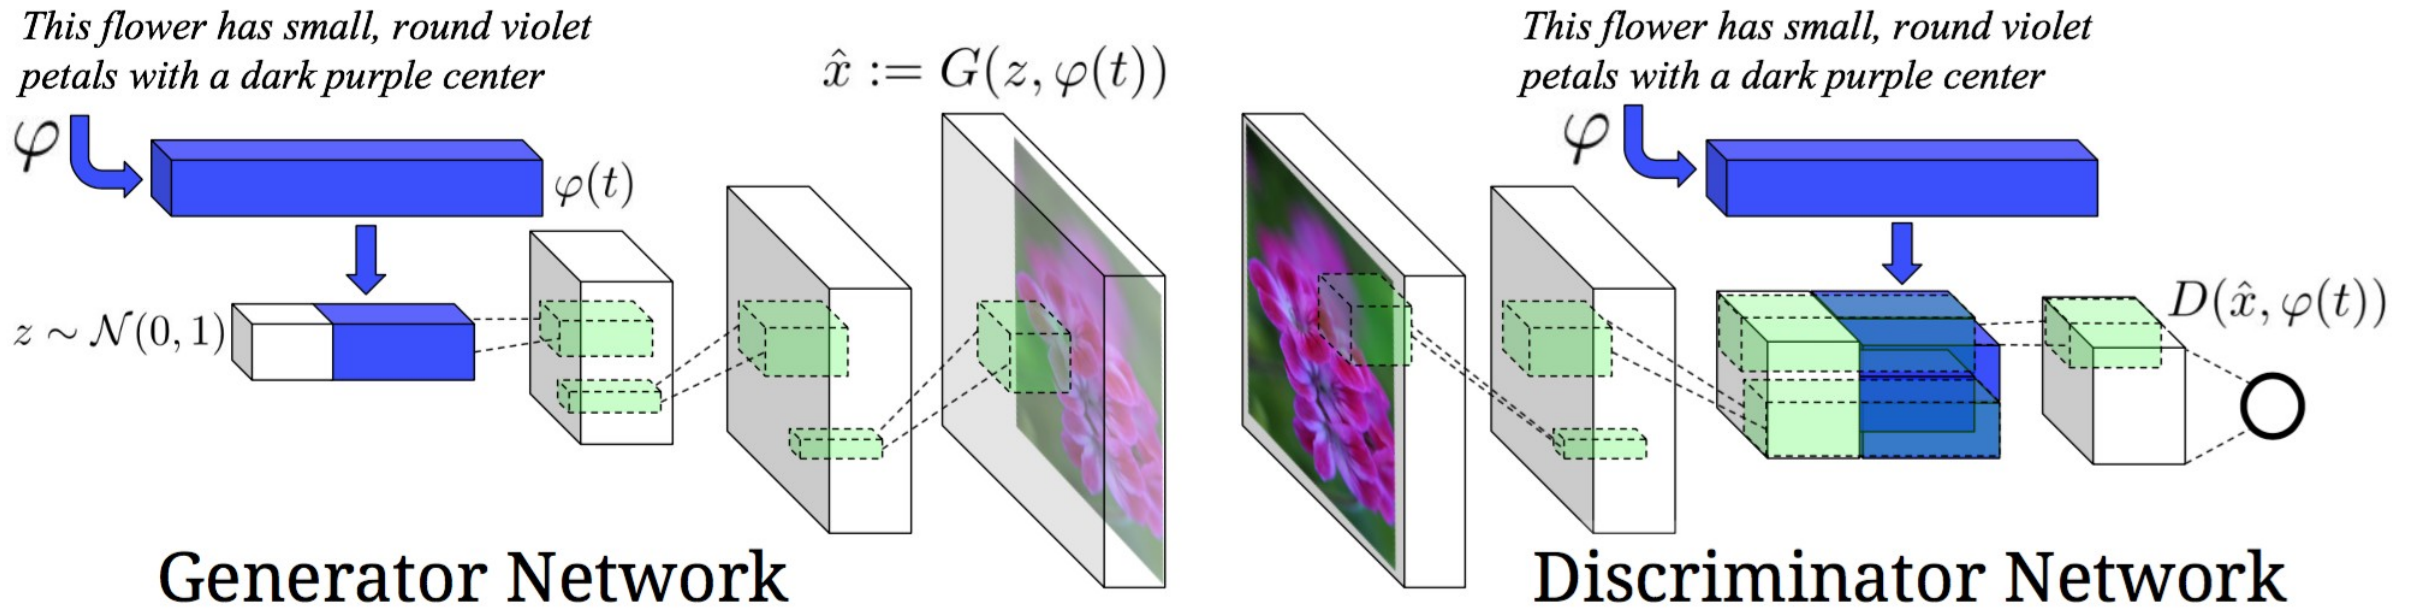 This flower has small, round violet
petals with a dark purple center
φ
φ(t)
z ∼ N(0, 1)
x̂ := G(z, φ(t))
Generator Network
This flower has small, round violet
petals with a dark purple center
φ
D(x̂, φ(t))
Discriminator Network